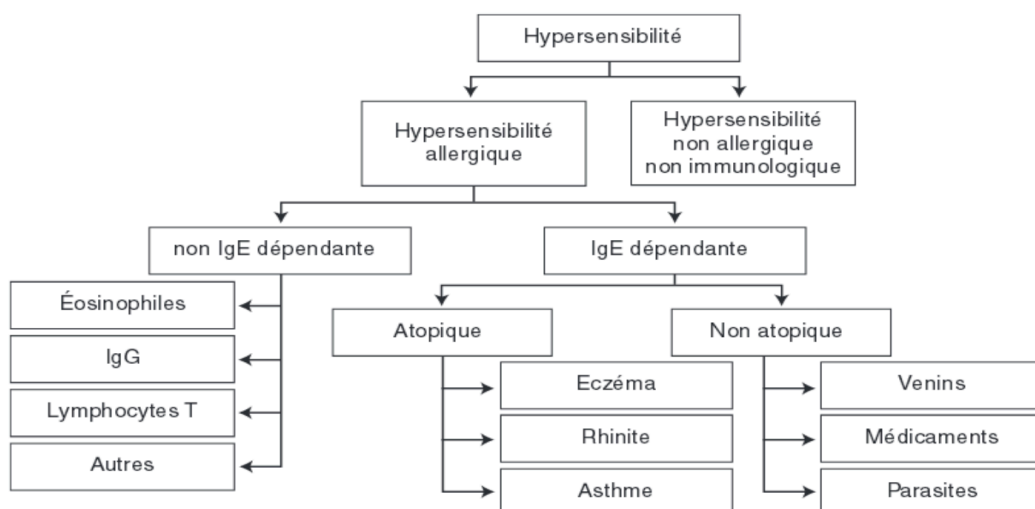 Hypersensibilité
Hypersensibilité
allergique
Hypersensibilité
non allergique
non immunologique
non IgE dépendante
IgE dépendante
Éosinophiles
IgG
Lymphocytes T
Autres
Atopique
Non atopique
Eczéma
Rhinite
Asthme
Venins
Médicaments
Parasites